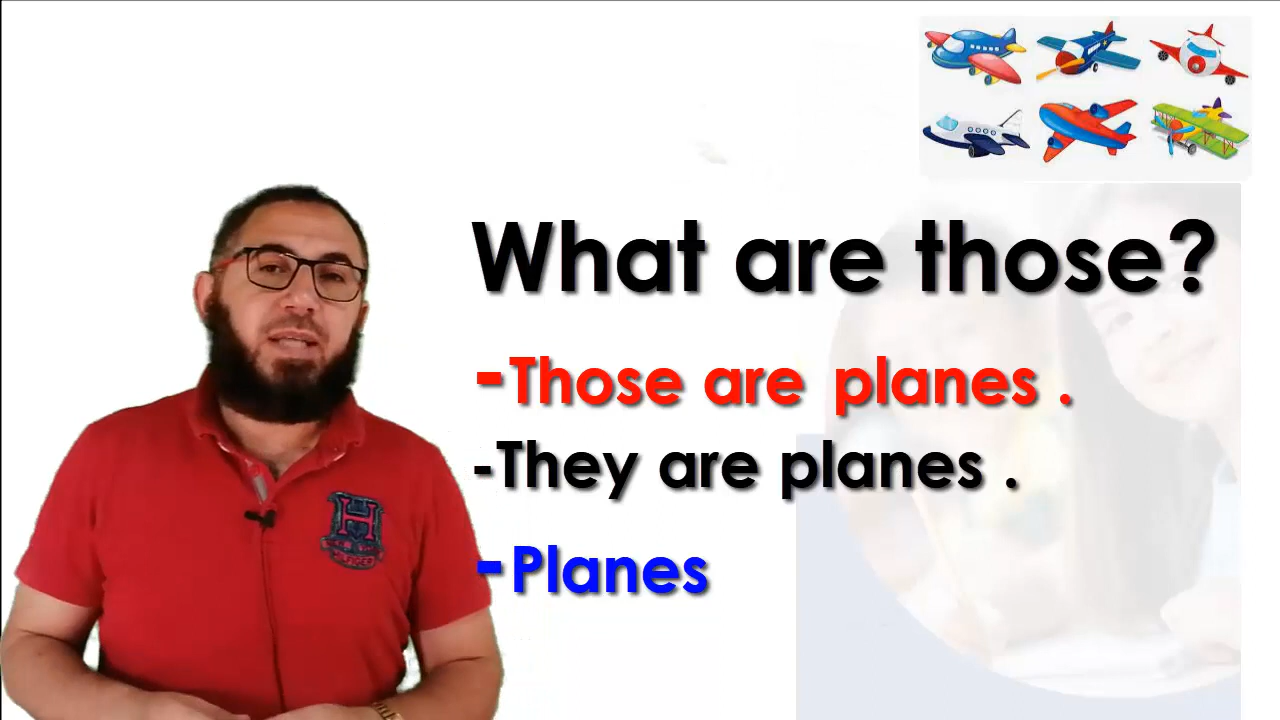 What are those?
-Those are planes .
-They are planes .
-Planes
H